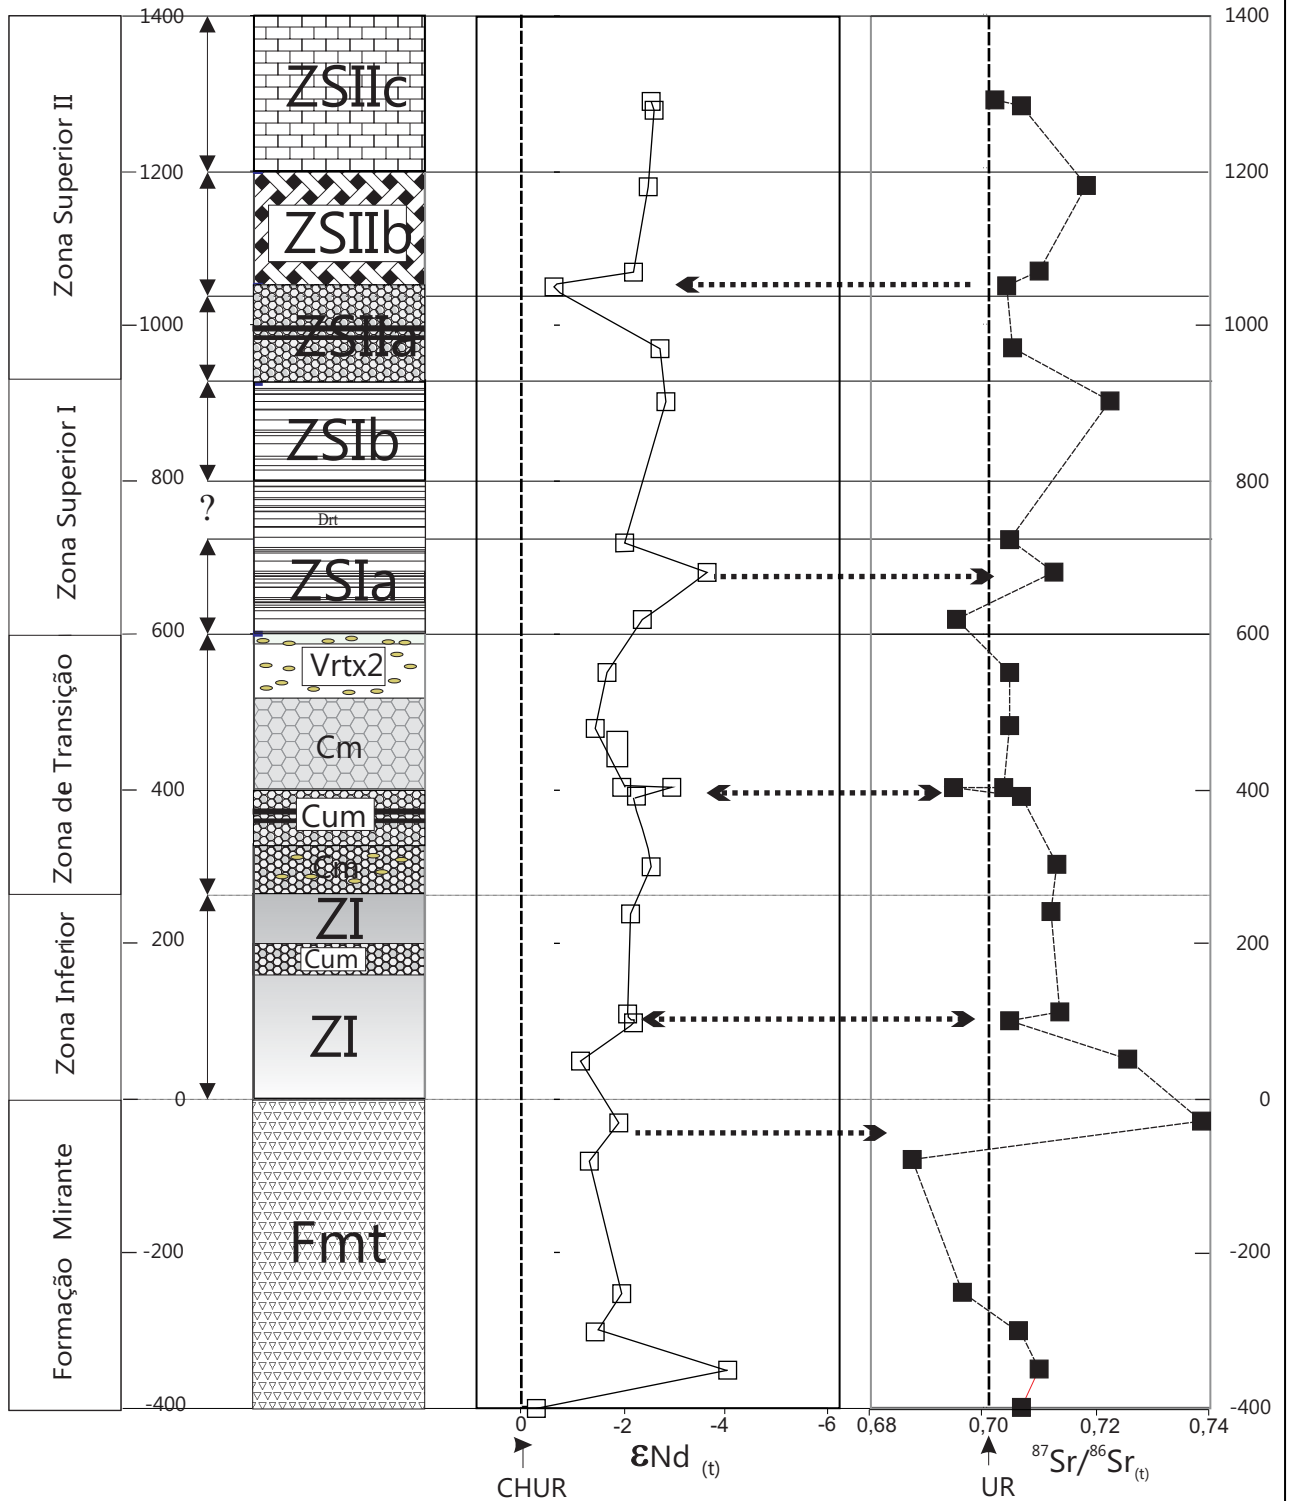 Zona Superior II
Zona Superior I
Zona de Transição
Zona Inferior
Formação Mirante
1400
1200
1000
800
?
600
400
200
0
-200
-400
ZSIIc
ZSIIb
ZSIIa
ZSIb
Drt
ZSIa
Vrtx2
Cm
Cum
Cm
ZI
Cum
ZI
Fmt
0 -2 -4 -6
εNd (t)
CHUR
0,68 0,70 0,72 0,74
87Sr/86Sr(t)
UR
1400
1200
1000
800
600
400
200
0
-200
-400